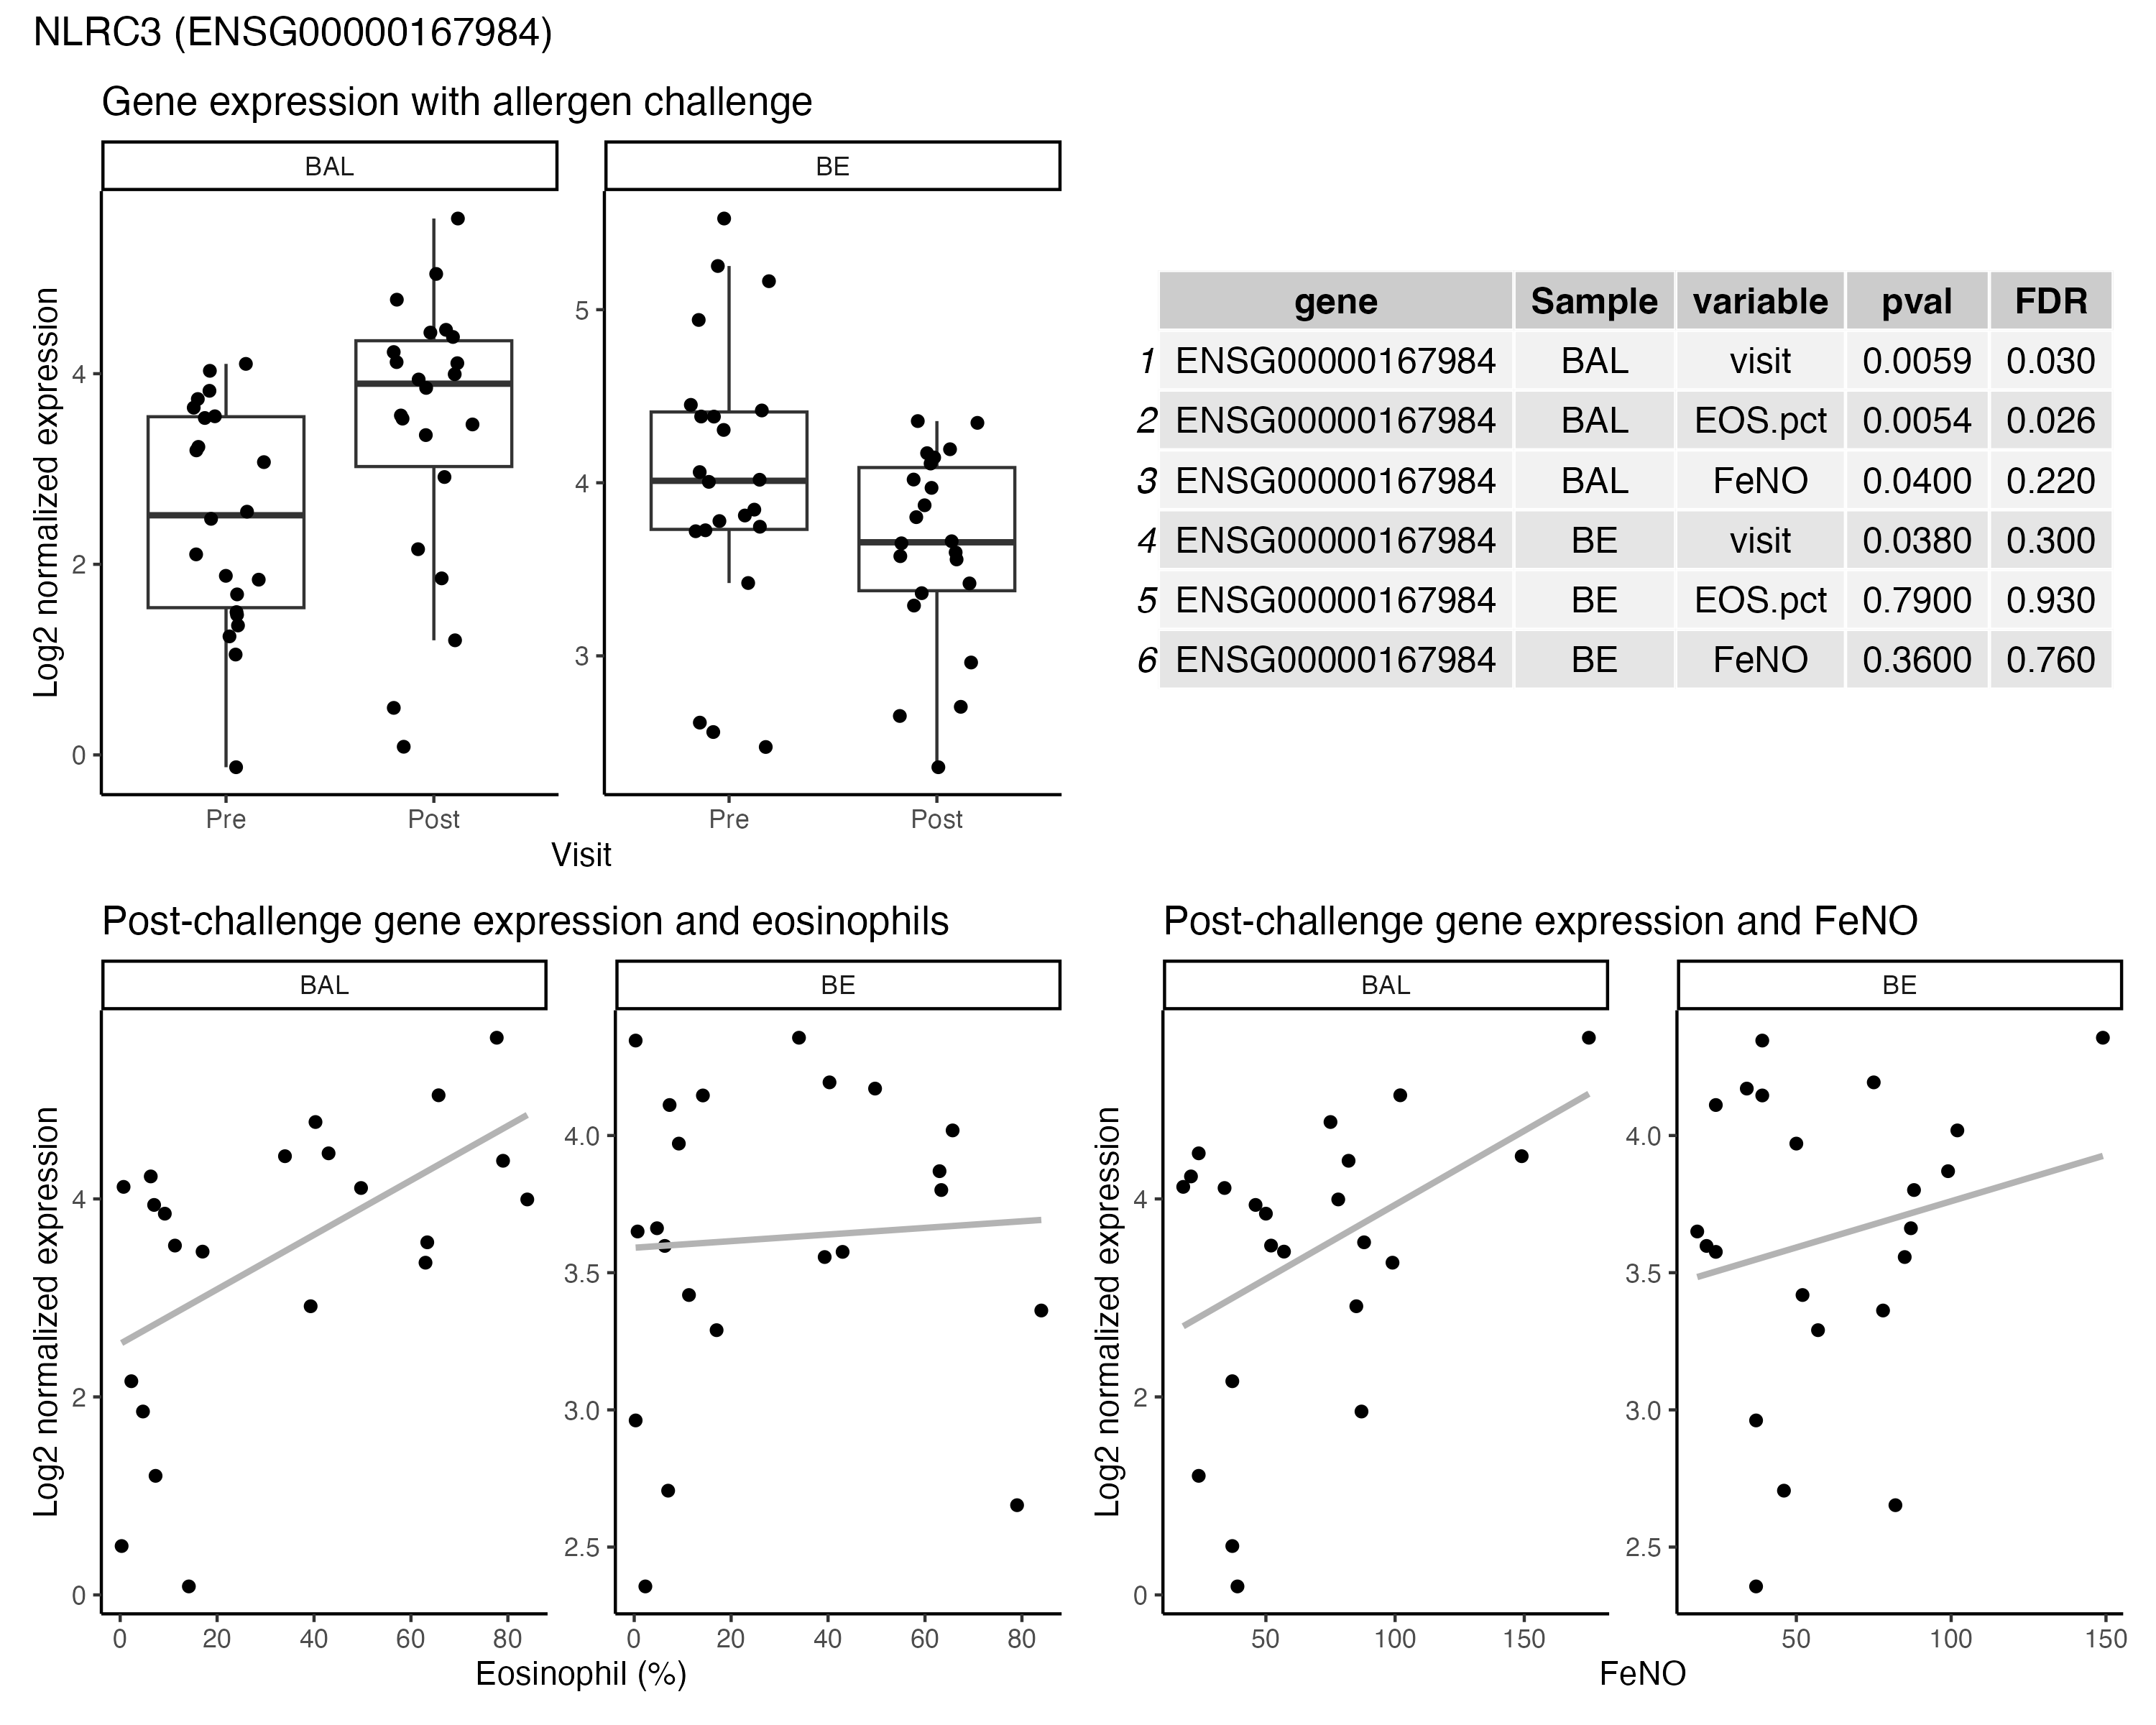 NLRC3 (ENSG00000167984)
Gene expression with allergen challenge
BAL
BE
Log2 normalized expression
4
2
0
5
4
3
Pre
Post
Pre
Post
Visit
gene Sample variable pval FDR
1 ENSG00000167984 BAL visit 0.0059 0.030
2 ENSG00000167984 BAL EOS.pct 0.0054 0.026
3 ENSG00000167984 BAL FeNO 0.0400 0.220
4 ENSG00000167984 BE visit 0.0380 0.300
5 ENSG00000167984 BE EOS.pct 0.7900 0.930
6 ENSG00000167984 BE FeNO 0.3600 0.760
Post-challenge gene expression and eosinophils
BAL
BE
Log2 normalized expression
4
2
0
4.0
3.5
3.0
2.5
0 20 40 60 80
0 20 40 60 80
Eosinophil (%)
Post-challenge gene expression and FeNO
BAL
BE
Log2 normalized expression
4
2
0
4.0
3.5
3.0
2.5
50 100 150
50 100 150
FeNO